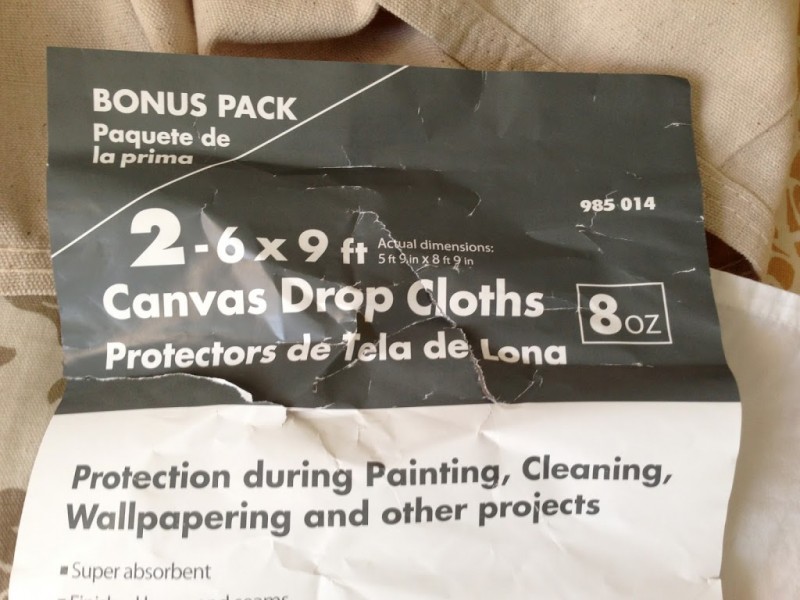 BONUS PACK
Paquete de
la prima
985 014
2-6 x 9 ft
Actual dimensions:
5 ft 9 in x 8 ft 9 in
Canvas Drop Cloths
8 oz
Protectors de Tela de Lona
Protection during Painting, Cleaning,
Wallpapering and other projects
▪ Super absorbent